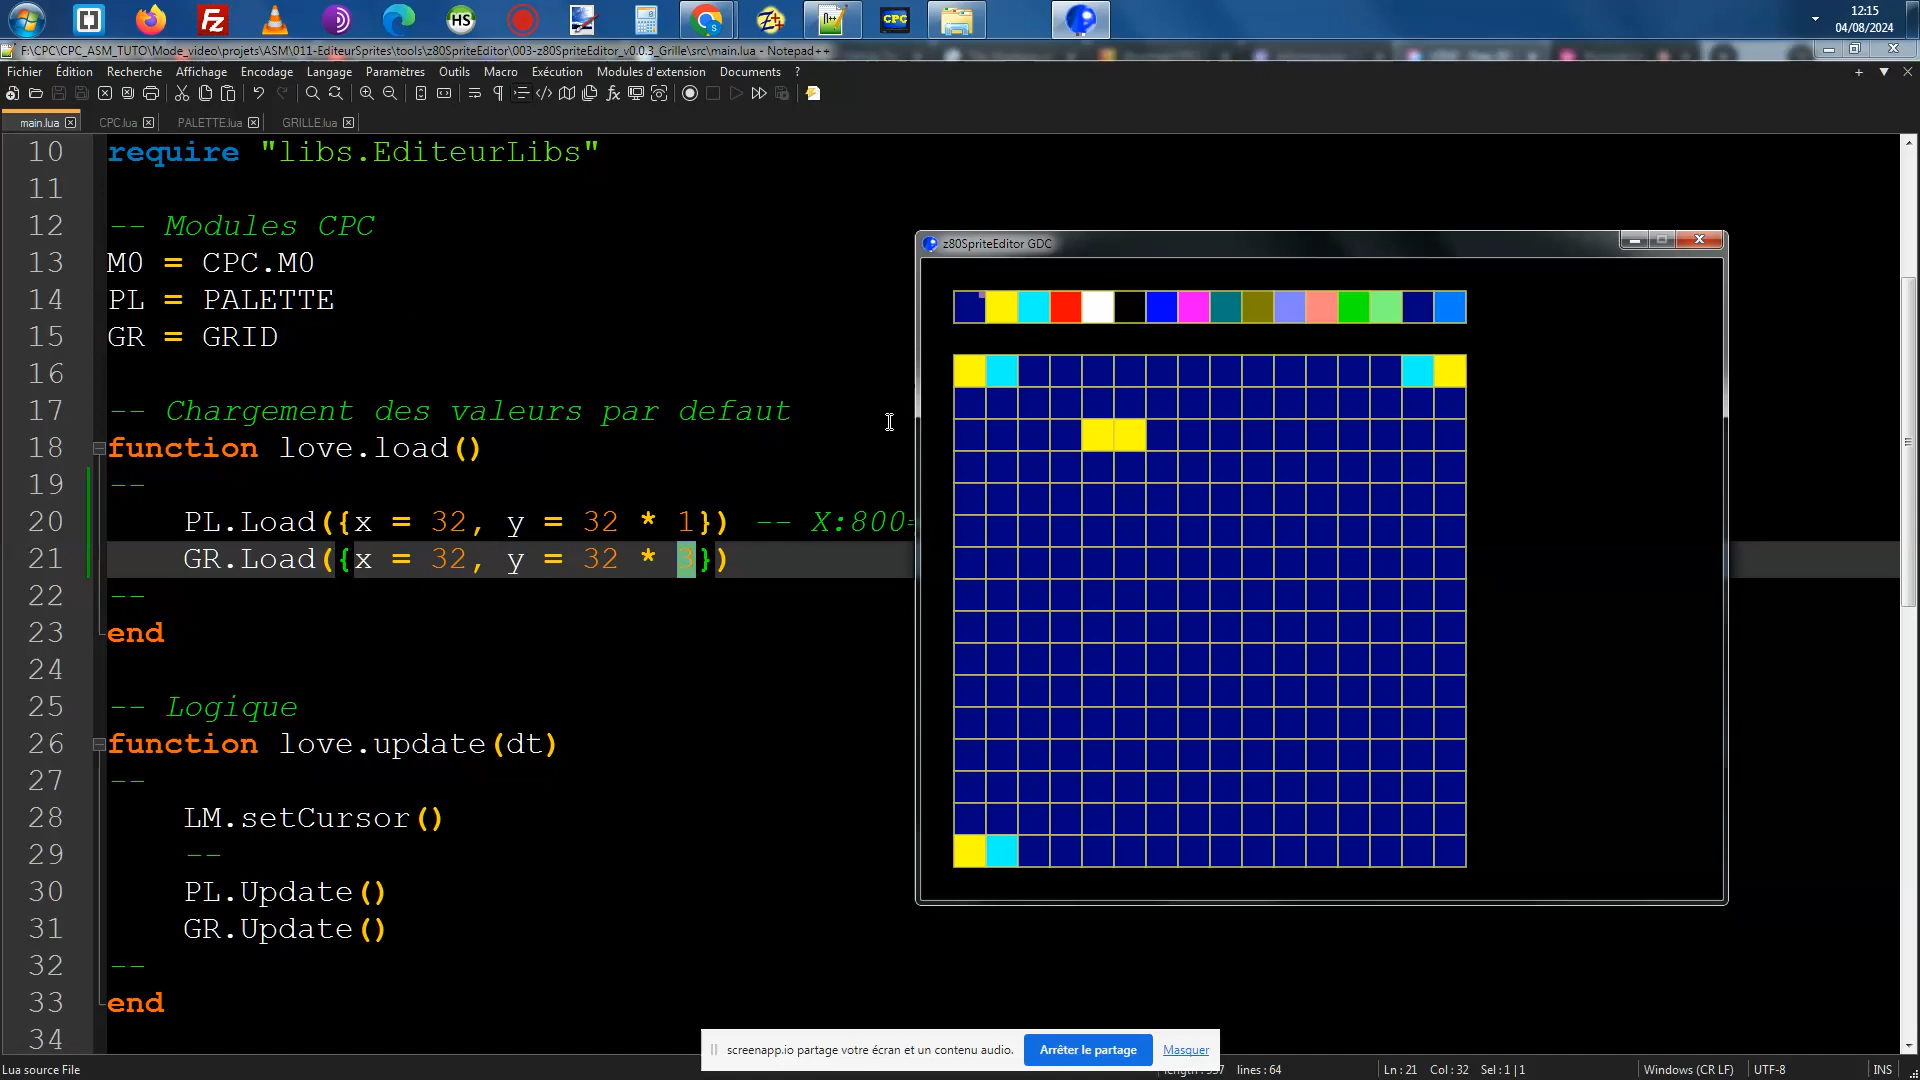 HS
n++
CPC
12:15
04/08/2024
F:\CPC\CPC_ASM_TUTO\Mode_video\projets\ASM\011-EditeurSprites\tools\z80SpriteEditor\003-z80SpriteEditor_v0.0.3_Grille\src\main.lua - Notepad++
Fichier Édition Recherche Affichage Encodage Langage Paramètres Outils Macro Exécution Modules d'extension Documents ?
main.lua CPC.lua PALETTE.lua GRILLE.lua
10 require "libs.EditeurLibs"
11
12 -- Modules CPC
13 M0 = CPC.M0
14 PL = PALETTE
15 GR = GRID
16
17 -- Chargement des valeurs par defaut
18 function love.load()
19 --
20 PL.Load({x = 32, y = 32 * 1}) -- X:800=
21 GR.Load({x = 32, y = 32 * 3})
22 --
23 end
24
25 -- Logique
26 function love.update(dt)
27 --
28 LM.setCursor()
29 --
30 PL.Update()
31 GR.Update()
32 --
33 end
34
z80SpriteEditor GDC
screenapp.io partage votre écran et un contenu audio. Arrêter le partage Masquer
Lua source File lines : 64 Ln : 21 Col : 32 Sel : 1 | 1 Windows (CR LF) UTF-8 INS